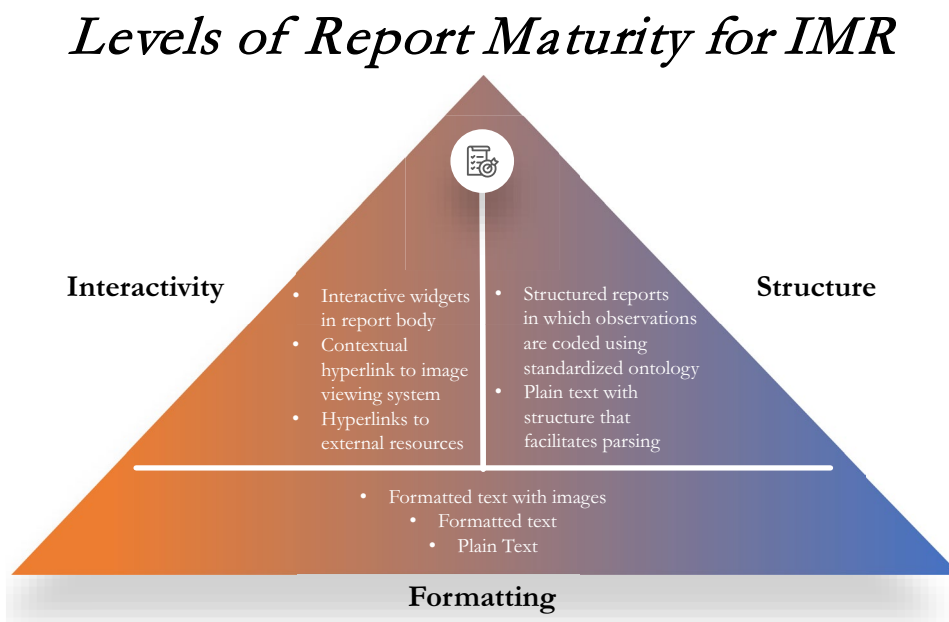 Levels of Report Maturity for IMR
Interactivity
• Interactive widgets
in report body
• Contextual
hyperlink to image
viewing system
• Hyperlinks to
external resources
• Structured reports
in which observations
are coded using
standardized ontology
• Plain text with
structure that
facilitates parsing
Structure
• Formatted text with images
• Formatted text
• Plain Text
Formatting